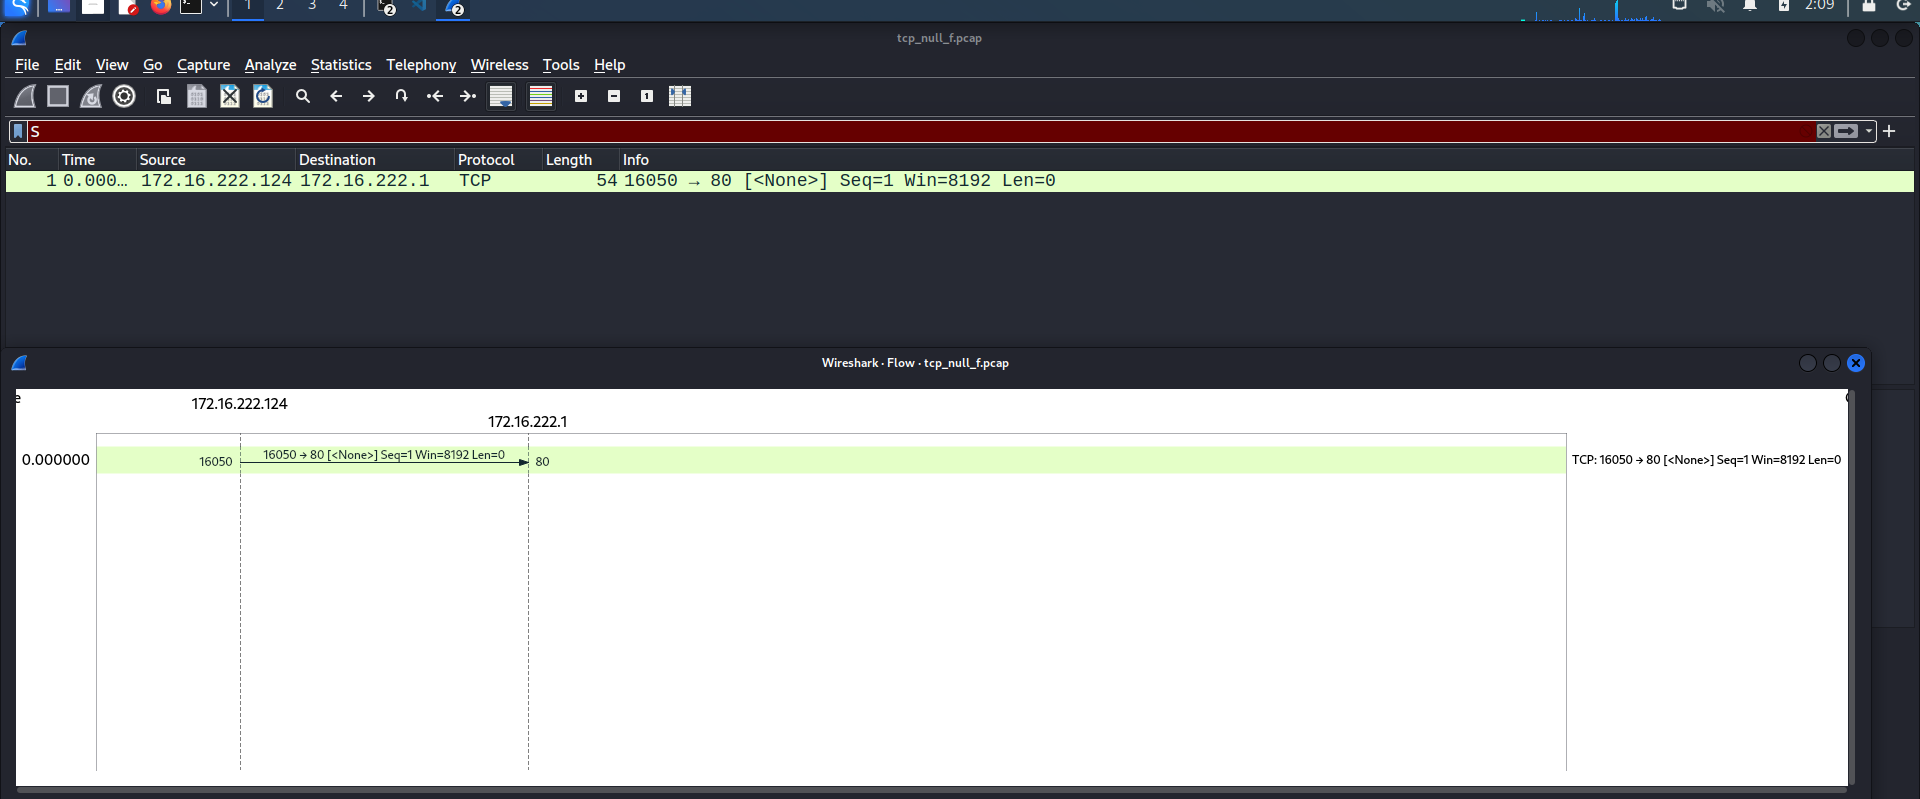 1 2 3 4 2 2 2:09
tcp_null_f.pcap
File Edit View Go Capture Analyze Statistics Telephony Wireless Tools Help
S
No. Time Source Destination Protocol Length Info
1 0.000… 172.16.222.124 172.16.222.1 TCP 54 16050 → 80 [<None>] Seq=1 Win=8192 Len=0
Wireshark · Flow · tcp_null_f.pcap
e 172.16.222.124
172.16.222.1
0.000000 16050 16050 → 80 [<None>] Seq=1 Win=8192 Len=0 80 TCP: 16050 → 80 [<None>] Seq=1 Win=8192 Len=0